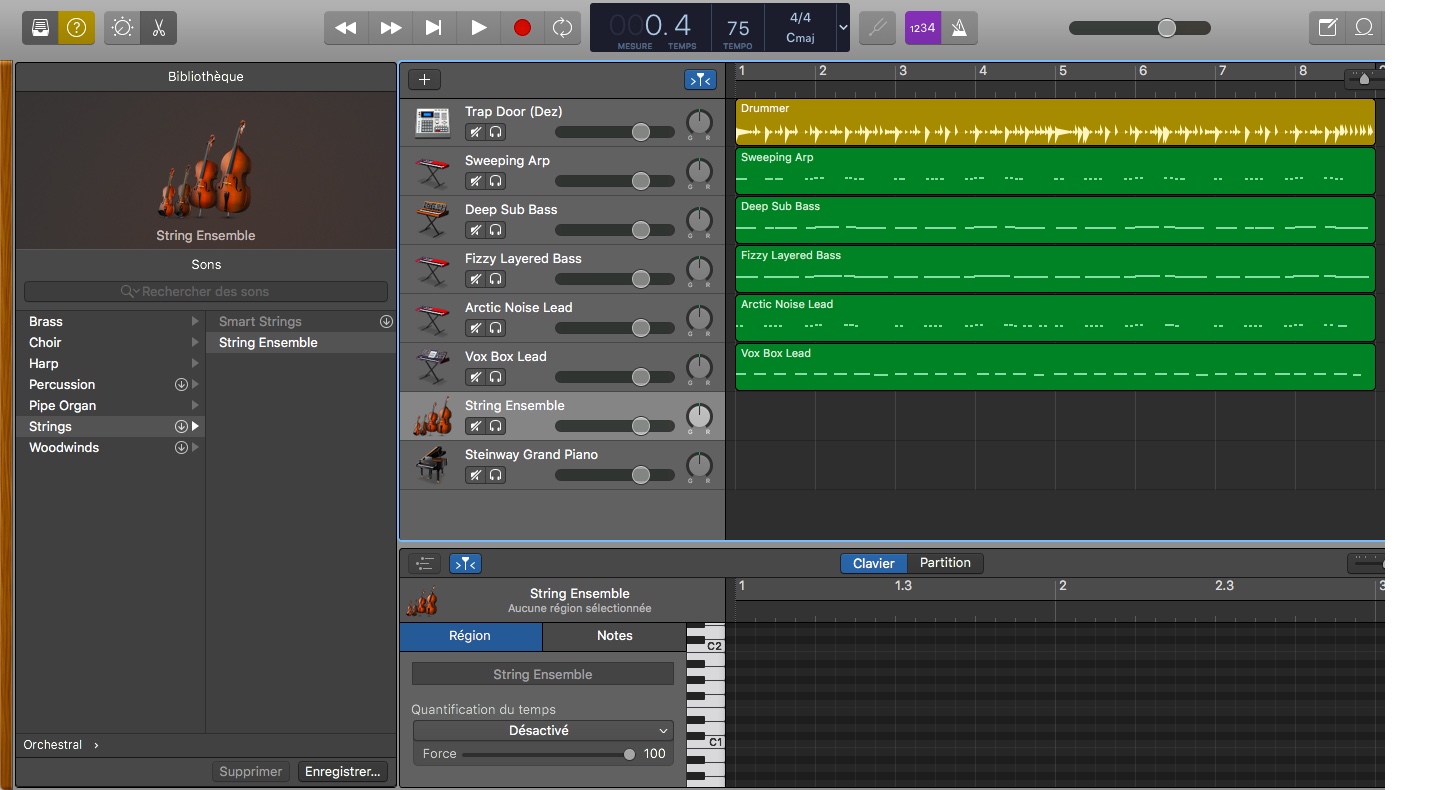 000.4
MESURE TEMPS
75
TEMPO
4/4
Cmaj
1234
Bibliothèque
String Ensemble
Sons
Rechercher des sons
Brass
Choir
Harp
Percussion
Pipe Organ
Strings
Woodwinds
Smart Strings
String Ensemble
Orchestral
Supprimer
Enregistrer...
1 2 3 4 5 6 7 8
Trap Door (Dez)
G R
Sweeping Arp
G R
Deep Sub Bass
G R
Fizzy Layered Bass
G R
Arctic Noise Lead
G R
Vox Box Lead
G R
String Ensemble
G R
Steinway Grand Piano
G R
Drummer
Sweeping Arp
Deep Sub Bass
Fizzy Layered Bass
Arctic Noise Lead
Vox Box Lead
Clavier Partition
String Ensemble
Aucune région sélectionnée
1 1.3 2 2.3 3
Région Notes
String Ensemble
Quantification du temps
Désactivé
Force 100
C2
C1